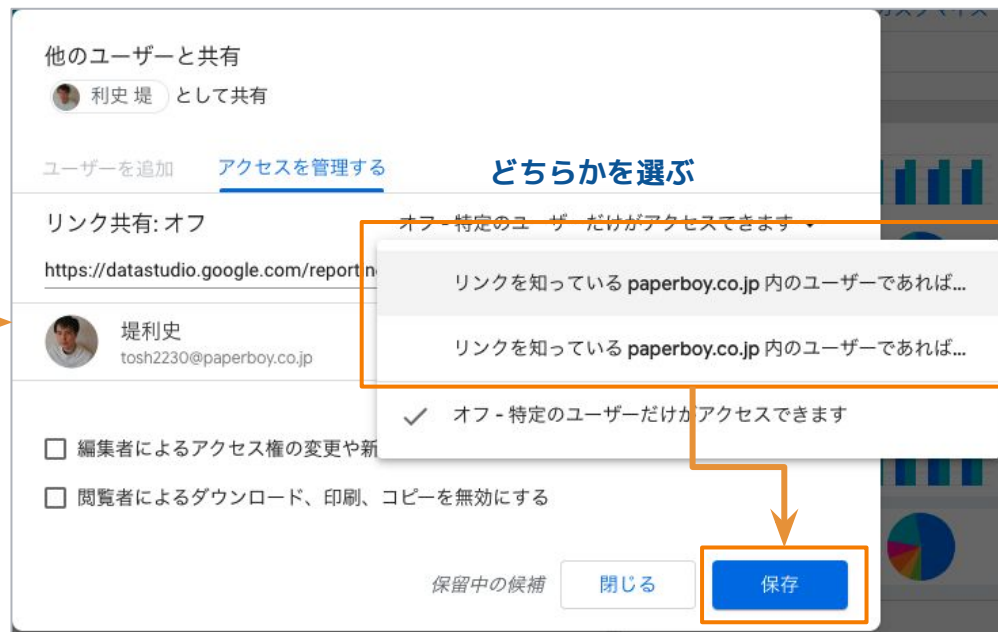 他のユーザーと共有
利史 堤 として共有
ユーザーを追加 アクセスを管理する
どちらかを選ぶ
リンク共有: オフ
オフ - 特定のユーザーだけがアクセスできます
https://datastudio.google.com/reporting
リンクを知っている paperboy.co.jp 内のユーザーであれば...
リンクを知っている paperboy.co.jp 内のユーザーであれば...
オフ - 特定のユーザーだけがアクセスできます
堤利史
tosh2230@paperboy.co.jp
編集者によるアクセス権の変更や新
閲覧者によるダウンロード、印刷、コピーを無効にする
保留中の候補 閉じる 保存